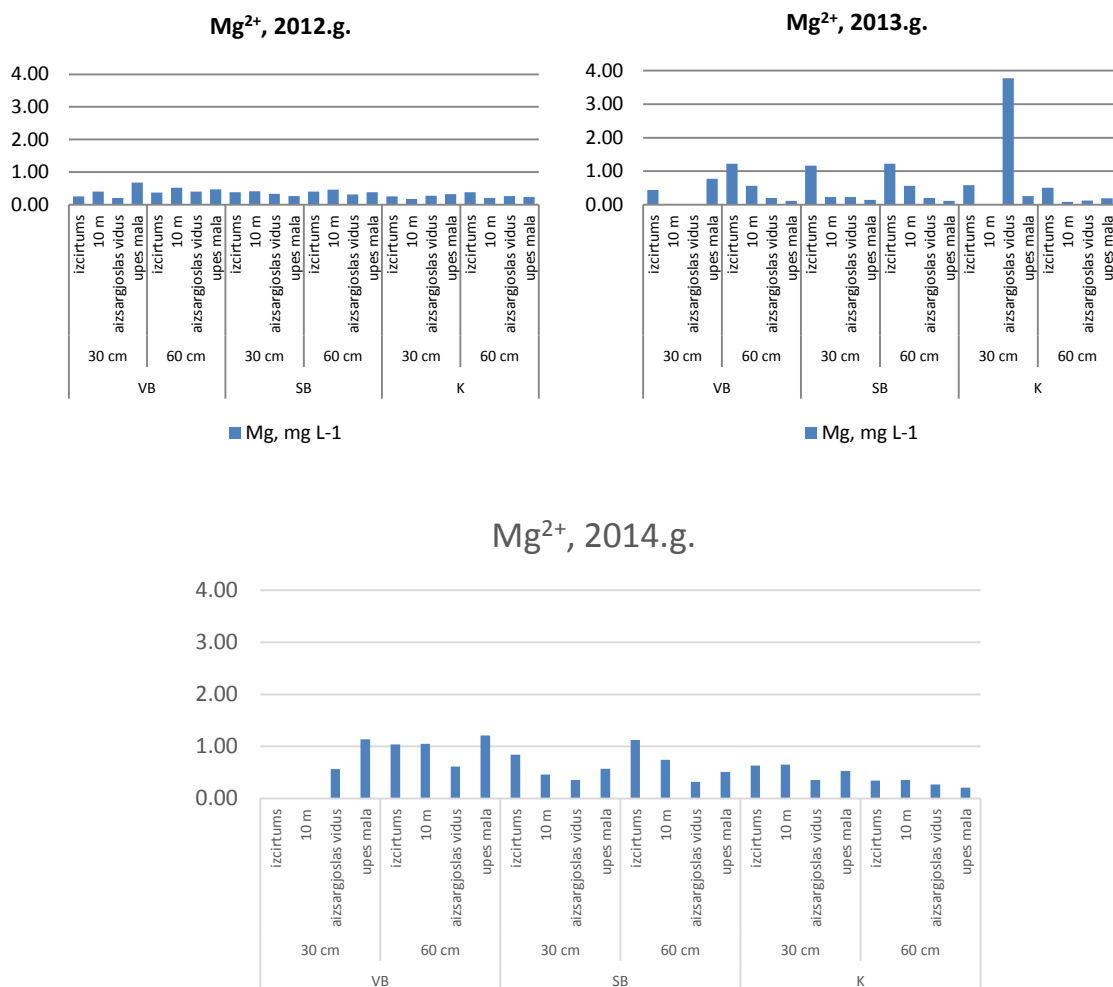 Mg2+, 2012.g.
4.00
3.00
2.00
1.00
0.00
izcirtums
10 m
aizsargjoslas vidus
upes mala
izcirtums
10 m
aizsargjoslas vidus
upes mala
izcirtums
10 m
aizsargjoslas vidus
upes mala
izcirtums
10 m
aizsargjoslas vidus
upes mala
izcirtums
10 m
aizsargjoslas vidus
upes mala
izcirtums
10 m
aizsargjoslas vidus
upes mala
30 cm 60 cm 30 cm 60 cm 30 cm 60 cm
VB SB K
Mg, mg L-1
Mg2+, 2013.g.
4.00
3.00
2.00
1.00
0.00
izcirtums
10 m
aizsargjoslas vidus
upes mala
izcirtums
10 m
aizsargjoslas vidus
upes mala
izcirtums
10 m
aizsargjoslas vidus
upes mala
izcirtums
10 m
aizsargjoslas vidus
upes mala
izcirtums
10 m
aizsargjoslas vidus
upes mala
izcirtums
10 m
aizsargjoslas vidus
upes mala
30 cm 60 cm 30 cm 60 cm 30 cm 60 cm
VB SB K
Mg, mg L-1
Mg2+, 2014.g.
4.00
3.00
2.00
1.00
0.00
izcirtums
10 m
aizsargjoslas vidus
upes mala
izcirtums
10 m
aizsargjoslas vidus
upes mala
izcirtums
10 m
aizsargjoslas vidus
upes mala
izcirtums
10 m
aizsargjoslas vidus
upes mala
izcirtums
10 m
aizsargjoslas vidus
upes mala
izcirtums
10 m
aizsargjoslas vidus
upes mala
30 cm 60 cm 30 cm 60 cm 30 cm 60 cm
VB SB K